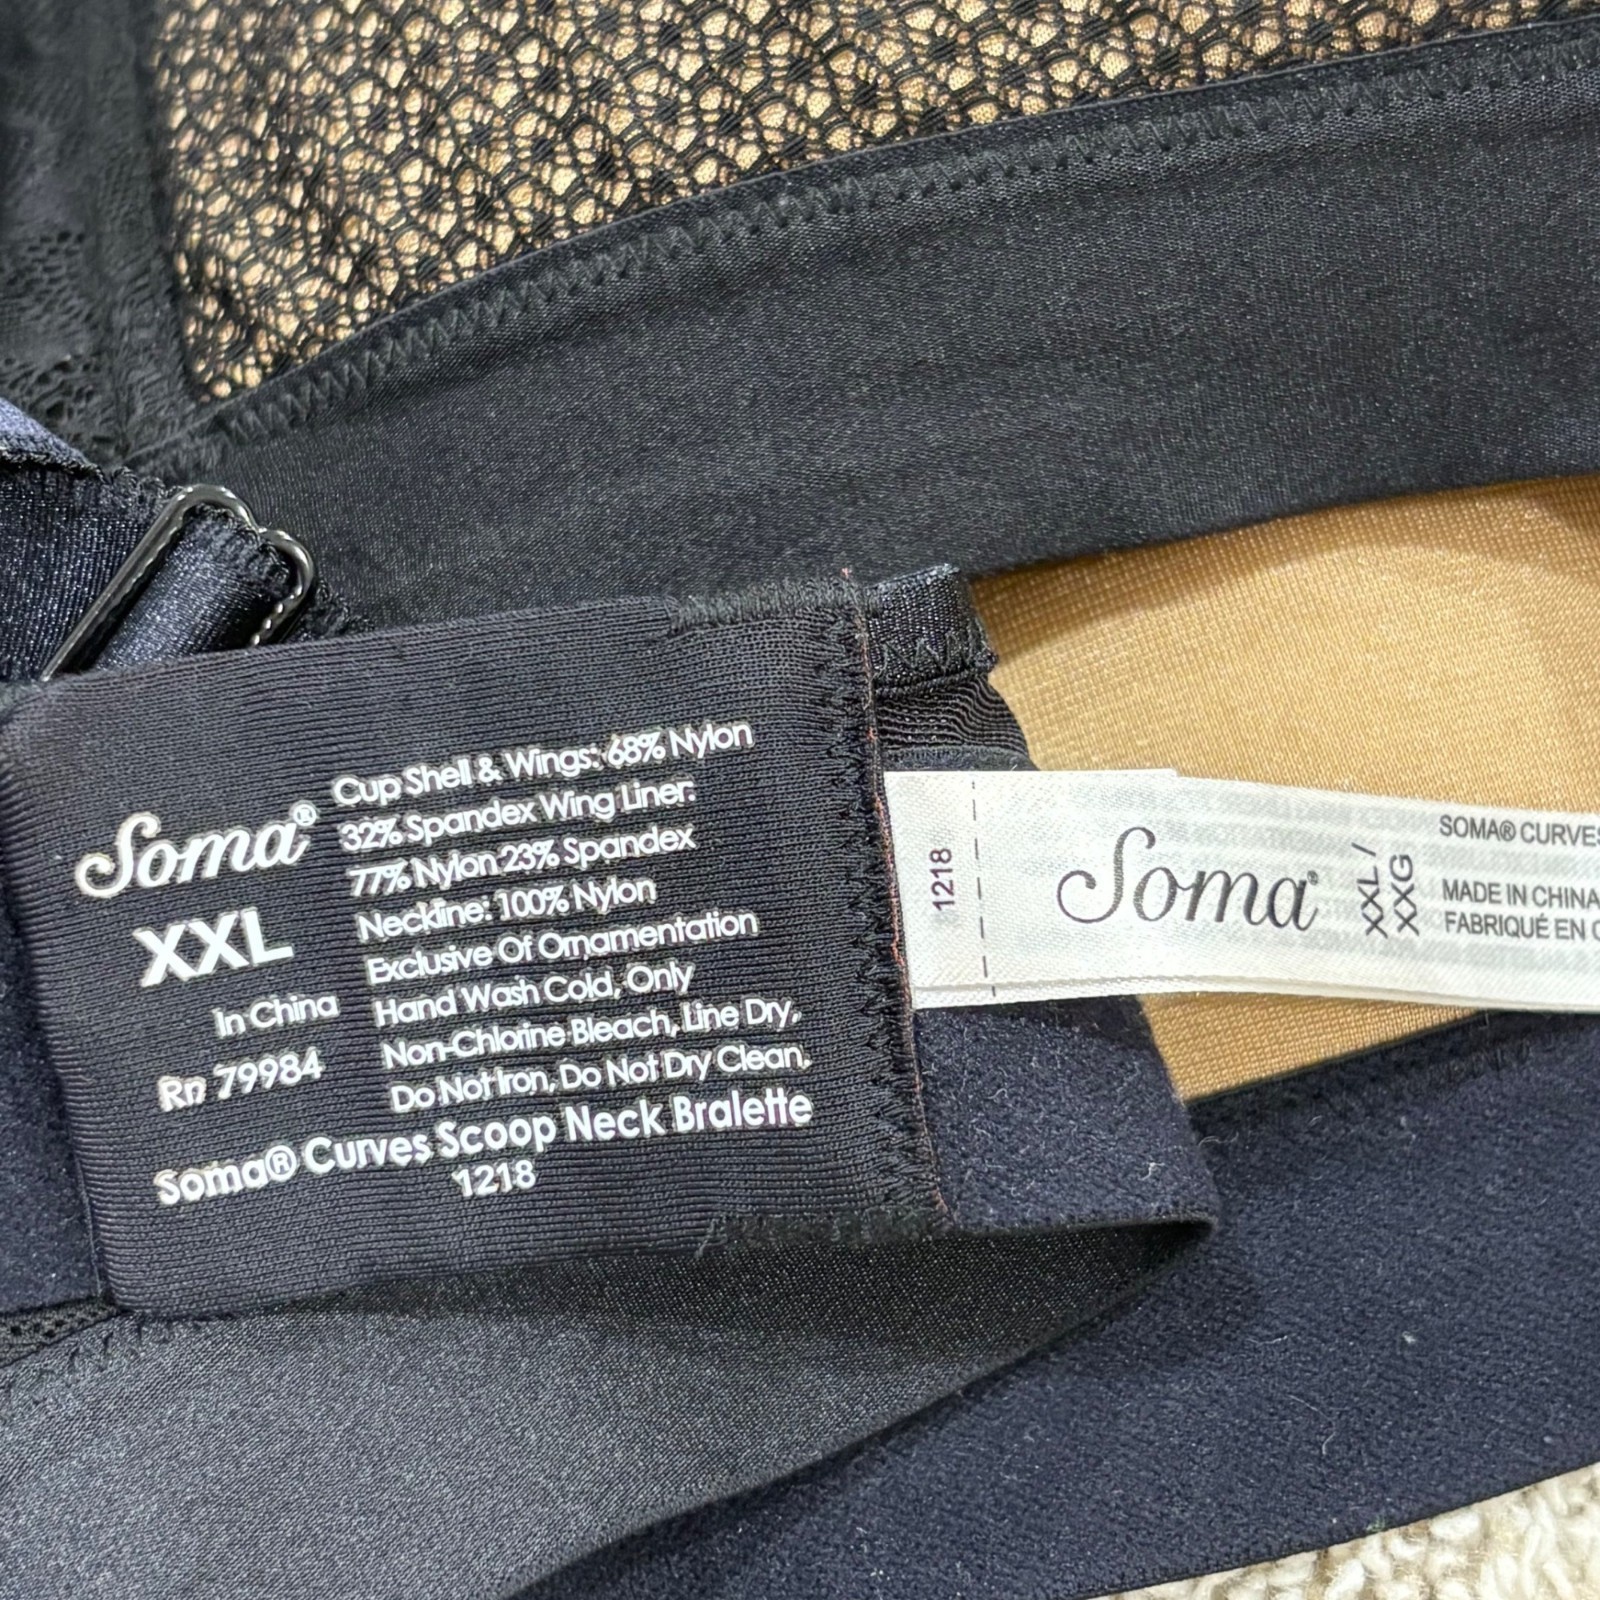 Soma®
XXL
In China
Rn 79984
Cup Shell & Wings: 68% Nylon
32% Spandex Wing Liner:
77% Nylon 23% Spandex
Neckline: 100% Nylon
Exclusive Of Ornamentation
Hand Wash Cold, Only
Non-Chlorine Bleach, Line Dry,
Do Not Iron, Do Not Dry Clean,
Soma® Curves Scoop Neck Bralette
1218
1218
Soma®
XXL /
XXG
SOMA® CURVES
MADE IN CHINA
FABRIQUÉ EN